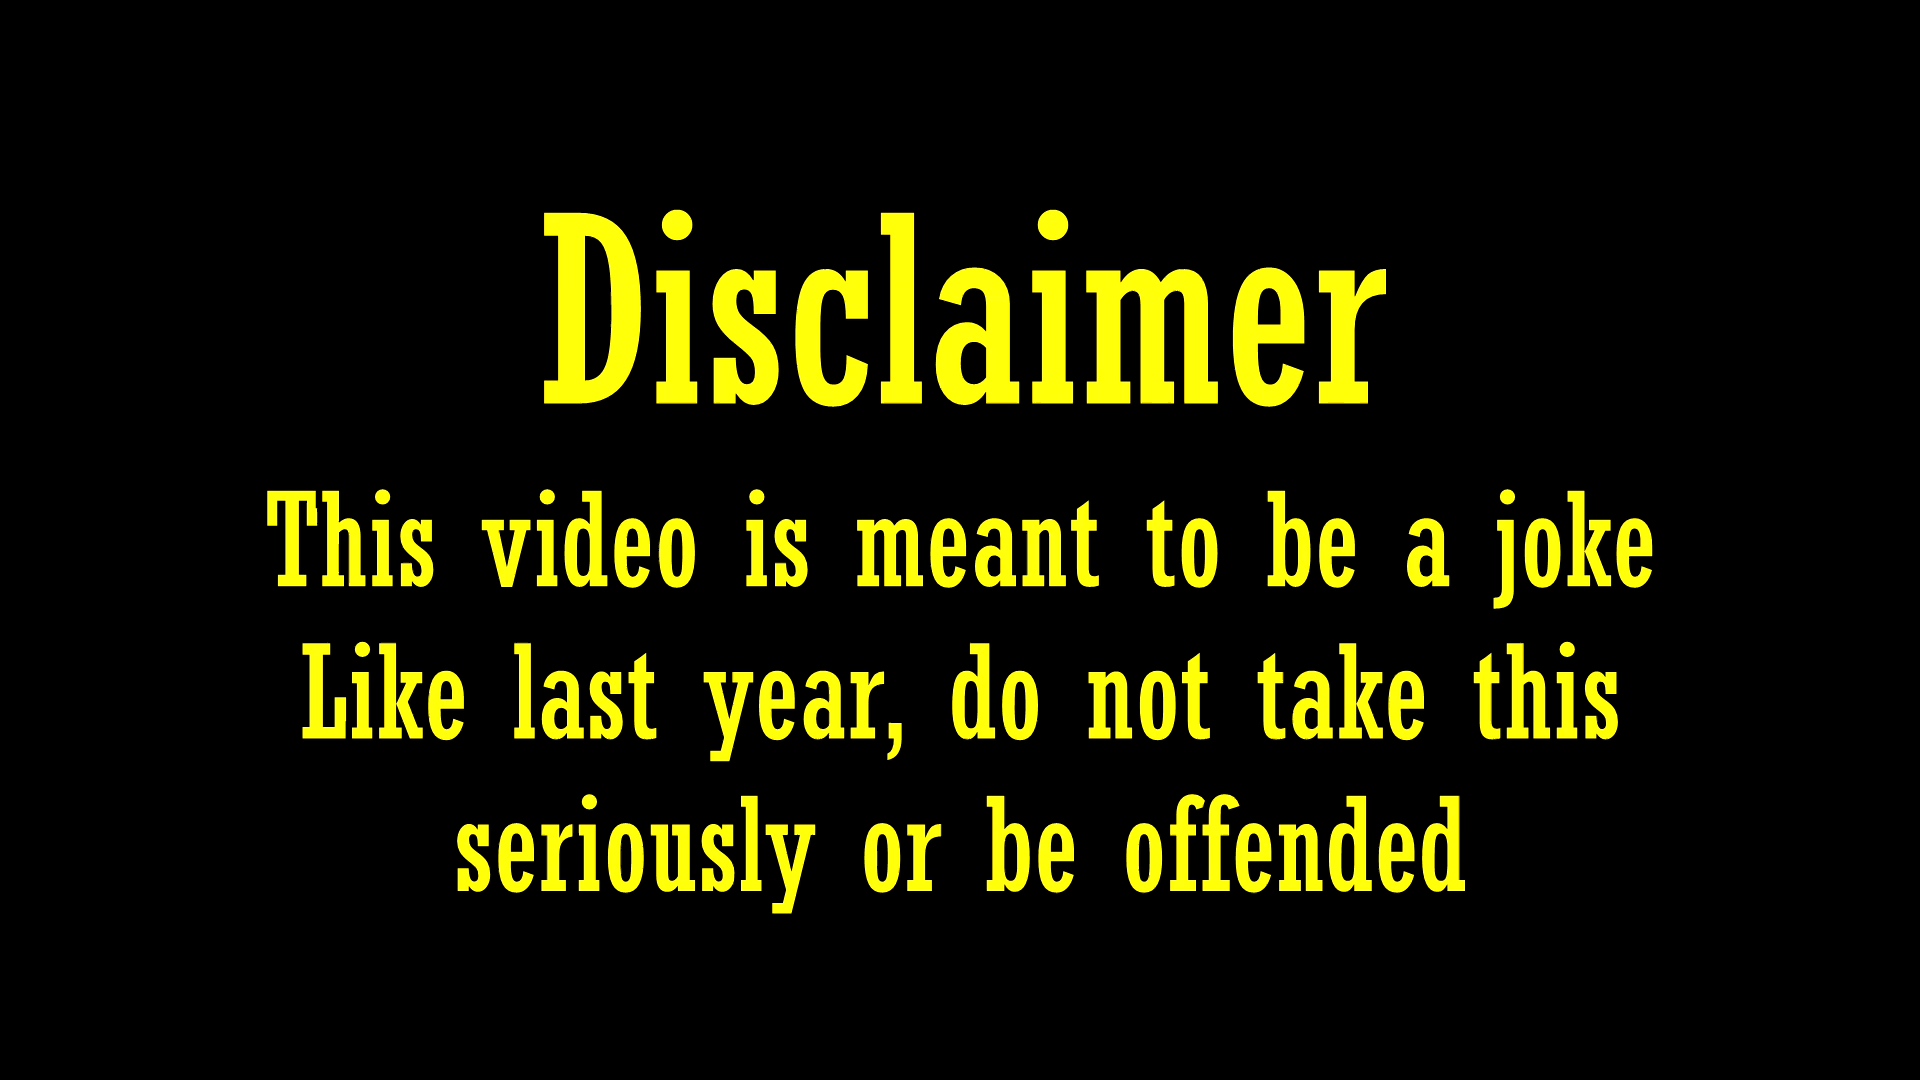 Disclaimer
This video is meant to be a joke
Like last year, do not take this
seriously or be offended